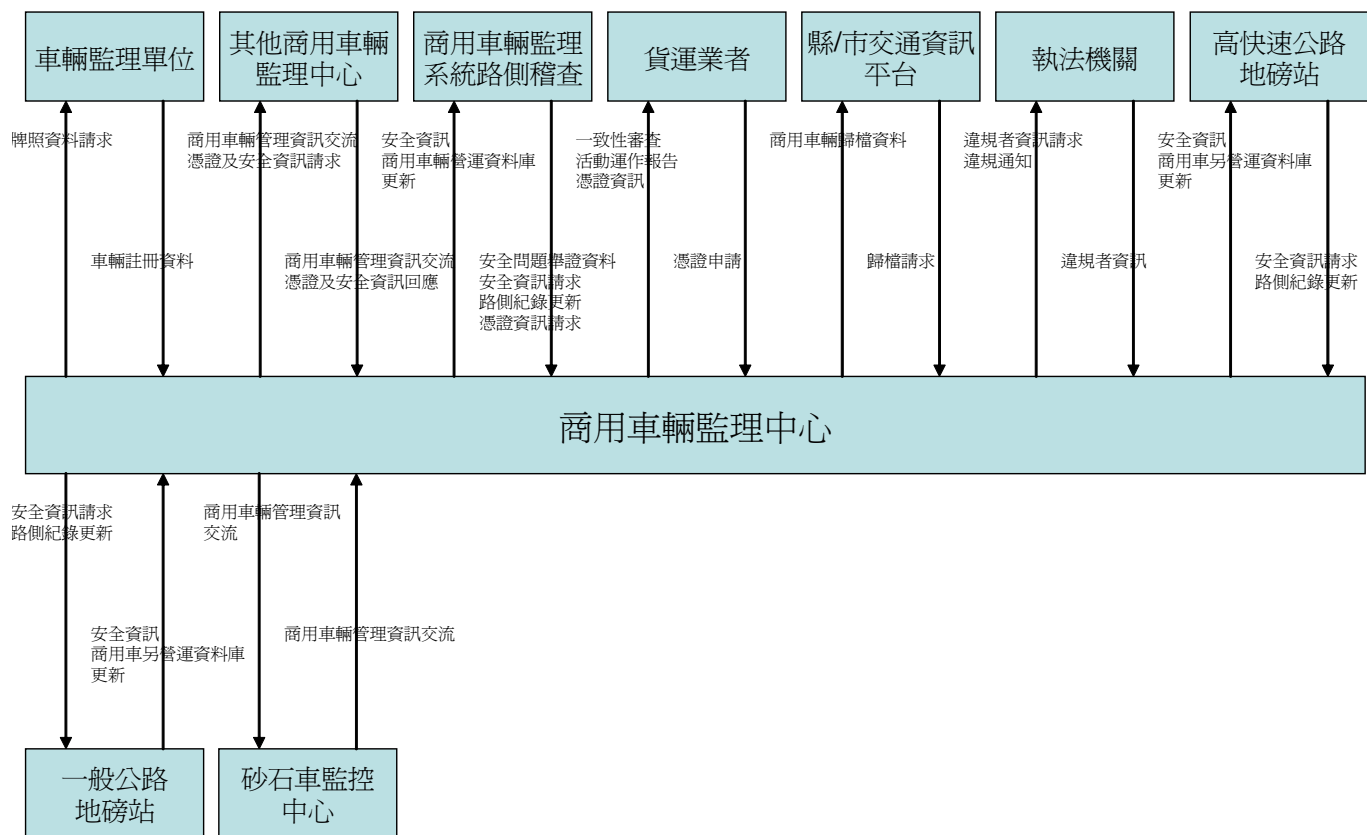 車輛監理單位
其他商用車輛
監理中心
商用車輛監理
系統路側稽查
貨運業者
縣/市交通資訊
平台
執法機關
高快速公路
地磅站
牌照資料請求
商用車輛管理資訊交流
憑證及安全資訊請求
安全資訊
商用車輛營運資料庫
更新
一致性審查
活動運作報告
憑證資訊
商用車輛歸檔資料
違規者資訊請求
違規通知
安全資訊
商用車另營運資料庫
更新
車輛註冊資料
商用車輛管理資訊交流
憑證及安全資訊回應
安全問題舉證資料
安全資訊請求
路側紀錄更新
憑證資訊請求
憑證申請
歸檔請求
違規者資訊
安全資訊請求
路側紀錄更新
商用車輛監理中心
安全資訊請求
路側紀錄更新
商用車輛管理資訊
交流
安全資訊
商用車另營運資料庫
更新
商用車輛管理資訊交流
一般公路
地磅站
砂石車監控
中心